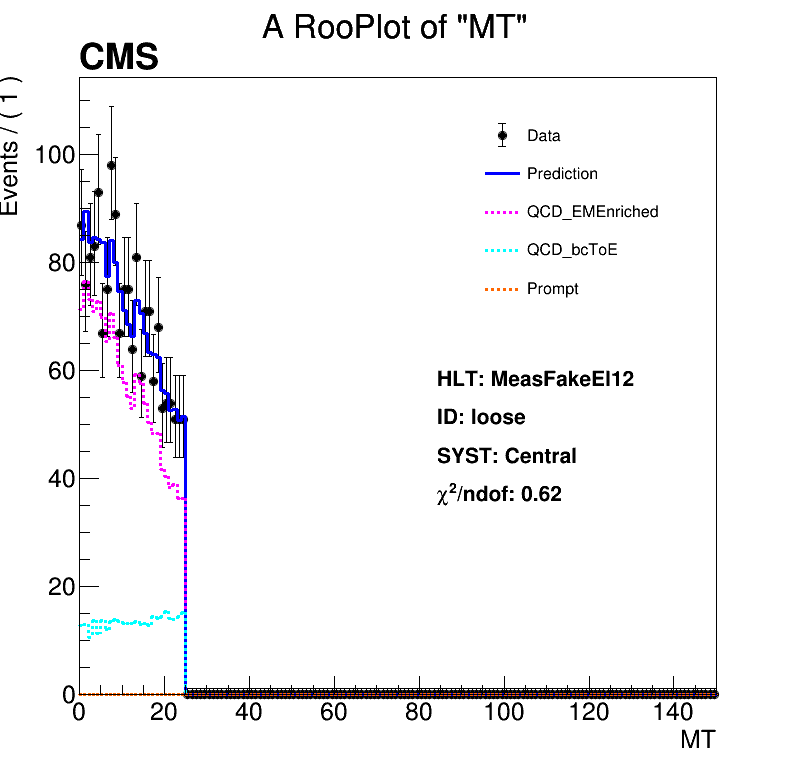 A RooPlot of "MT"
CMS
Events / ( 1 )
100
80
60
40
20
0
Data
Prediction
QCD_EMEnriched
QCD_bcToE
Prompt
HLT: MeasFakeEl12
ID: loose
SYST: Central
χ²/ndof: 0.62
0 20 40 60 80 100 120 140
MT